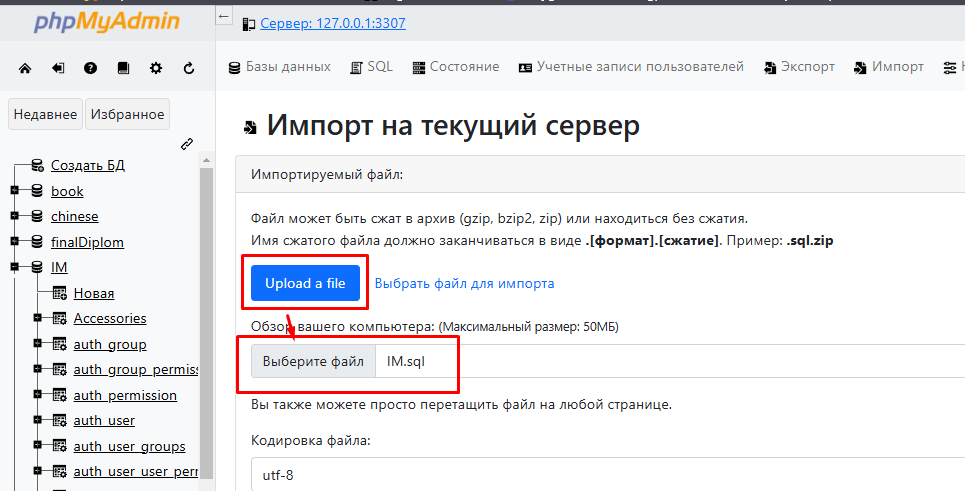 phpMyAdmin
Недавнее Избранное
Создать БД
book
chinese
finalDiplom
IM
Новая
Accessories
auth_group
auth_group_permiss
auth_permission
auth_user
auth_user_groups
auth_user_user_perr
Сервер: 127.0.0.1:3307
Базы данных SQL Состояние Учетные записи пользователей Экспорт Импорт
Импорт на текущий сервер
Импортируемый файл:
Файл может быть сжат в архив (gzip, bzip2, zip) или находиться без сжатия.
Имя сжатого файла должно заканчиваться в виде .[формат].[сжатие]. Пример: .sql.zip
Upload a file Выбрать файл для импорта
Обзор вашего компьютера: (Максимальный размер: 50МБ)
Выберите файл IM.sql
Вы также можете просто перетащить файл на любой странице.
Кодировка файла:
utf-8